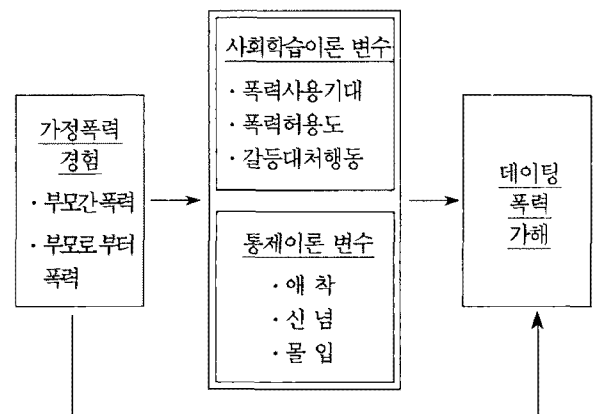 가정폭력
경험
· 부모간 폭력
· 부모로부터
폭력
사회학습이론 변수
· 폭력사용기대
· 폭력허용도
· 갈등대처행동
통제이론 변수
· 애 착
· 신 념
· 몰 입
데이팅
폭력
가해